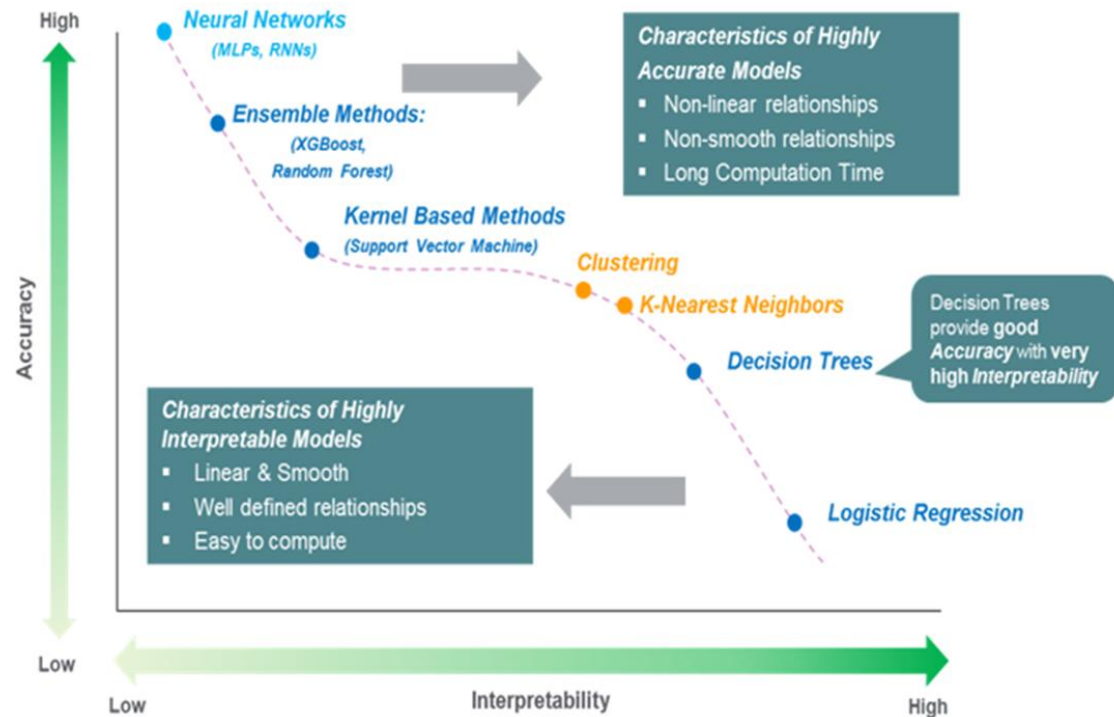 High
Neural Networks
(MLPs, RNNs)
Characteristics of Highly
Accurate Models
▪ Non-linear relationships
▪ Non-smooth relationships
▪ Long Computation Time
Ensemble Methods:
(XGBoost,
Random Forest)
Kernel Based Methods
(Support Vector Machine)
Clustering
K-Nearest Neighbors
Decision Trees
Decision Trees
provide good
Accuracy with very
high Interpretability
Accuracy
Characteristics of Highly
Interpretable Models
▪ Linear & Smooth
▪ Well defined relationships
▪ Easy to compute
Logistic Regression
Low
Low
Interpretability
High